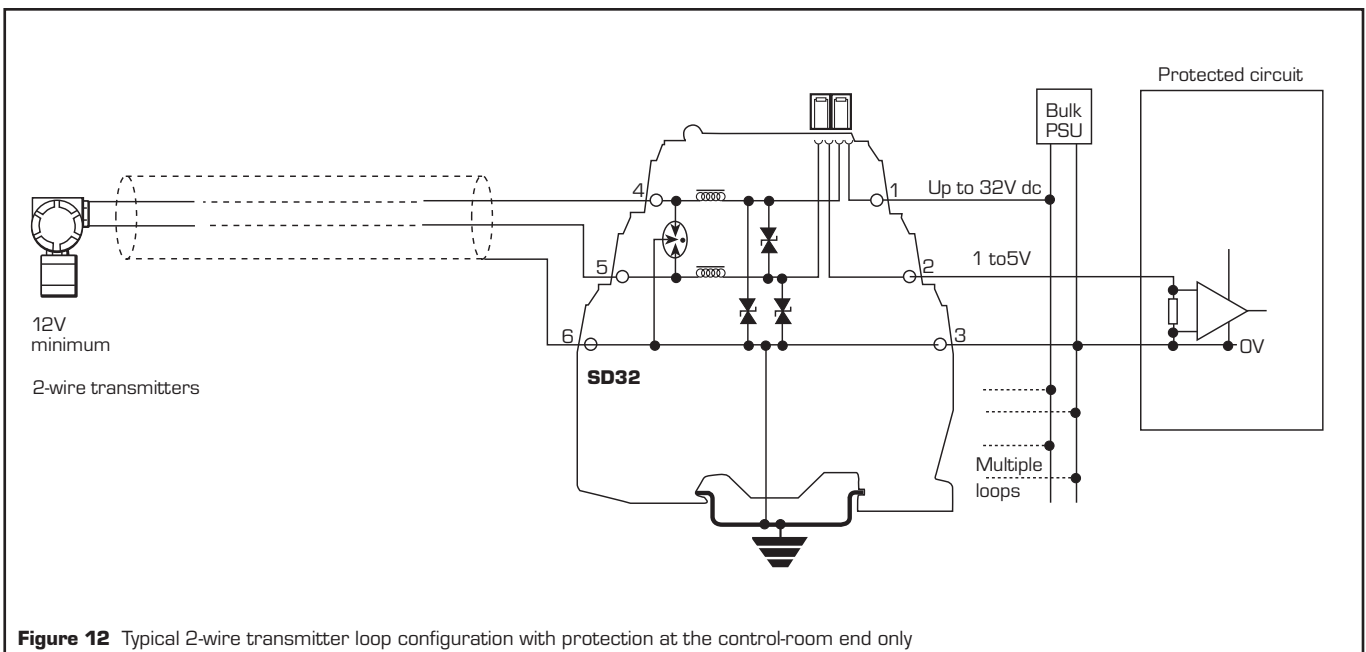 Protected circuit
Bulk
PSU
4
1
Up to 32V dc
5
2
1 to5V
12V
minimum
6
3
0V
SD32
2-wire transmitters
Multiple
loops
Figure 12 Typical 2-wire transmitter loop configuration with protection at the control-room end only